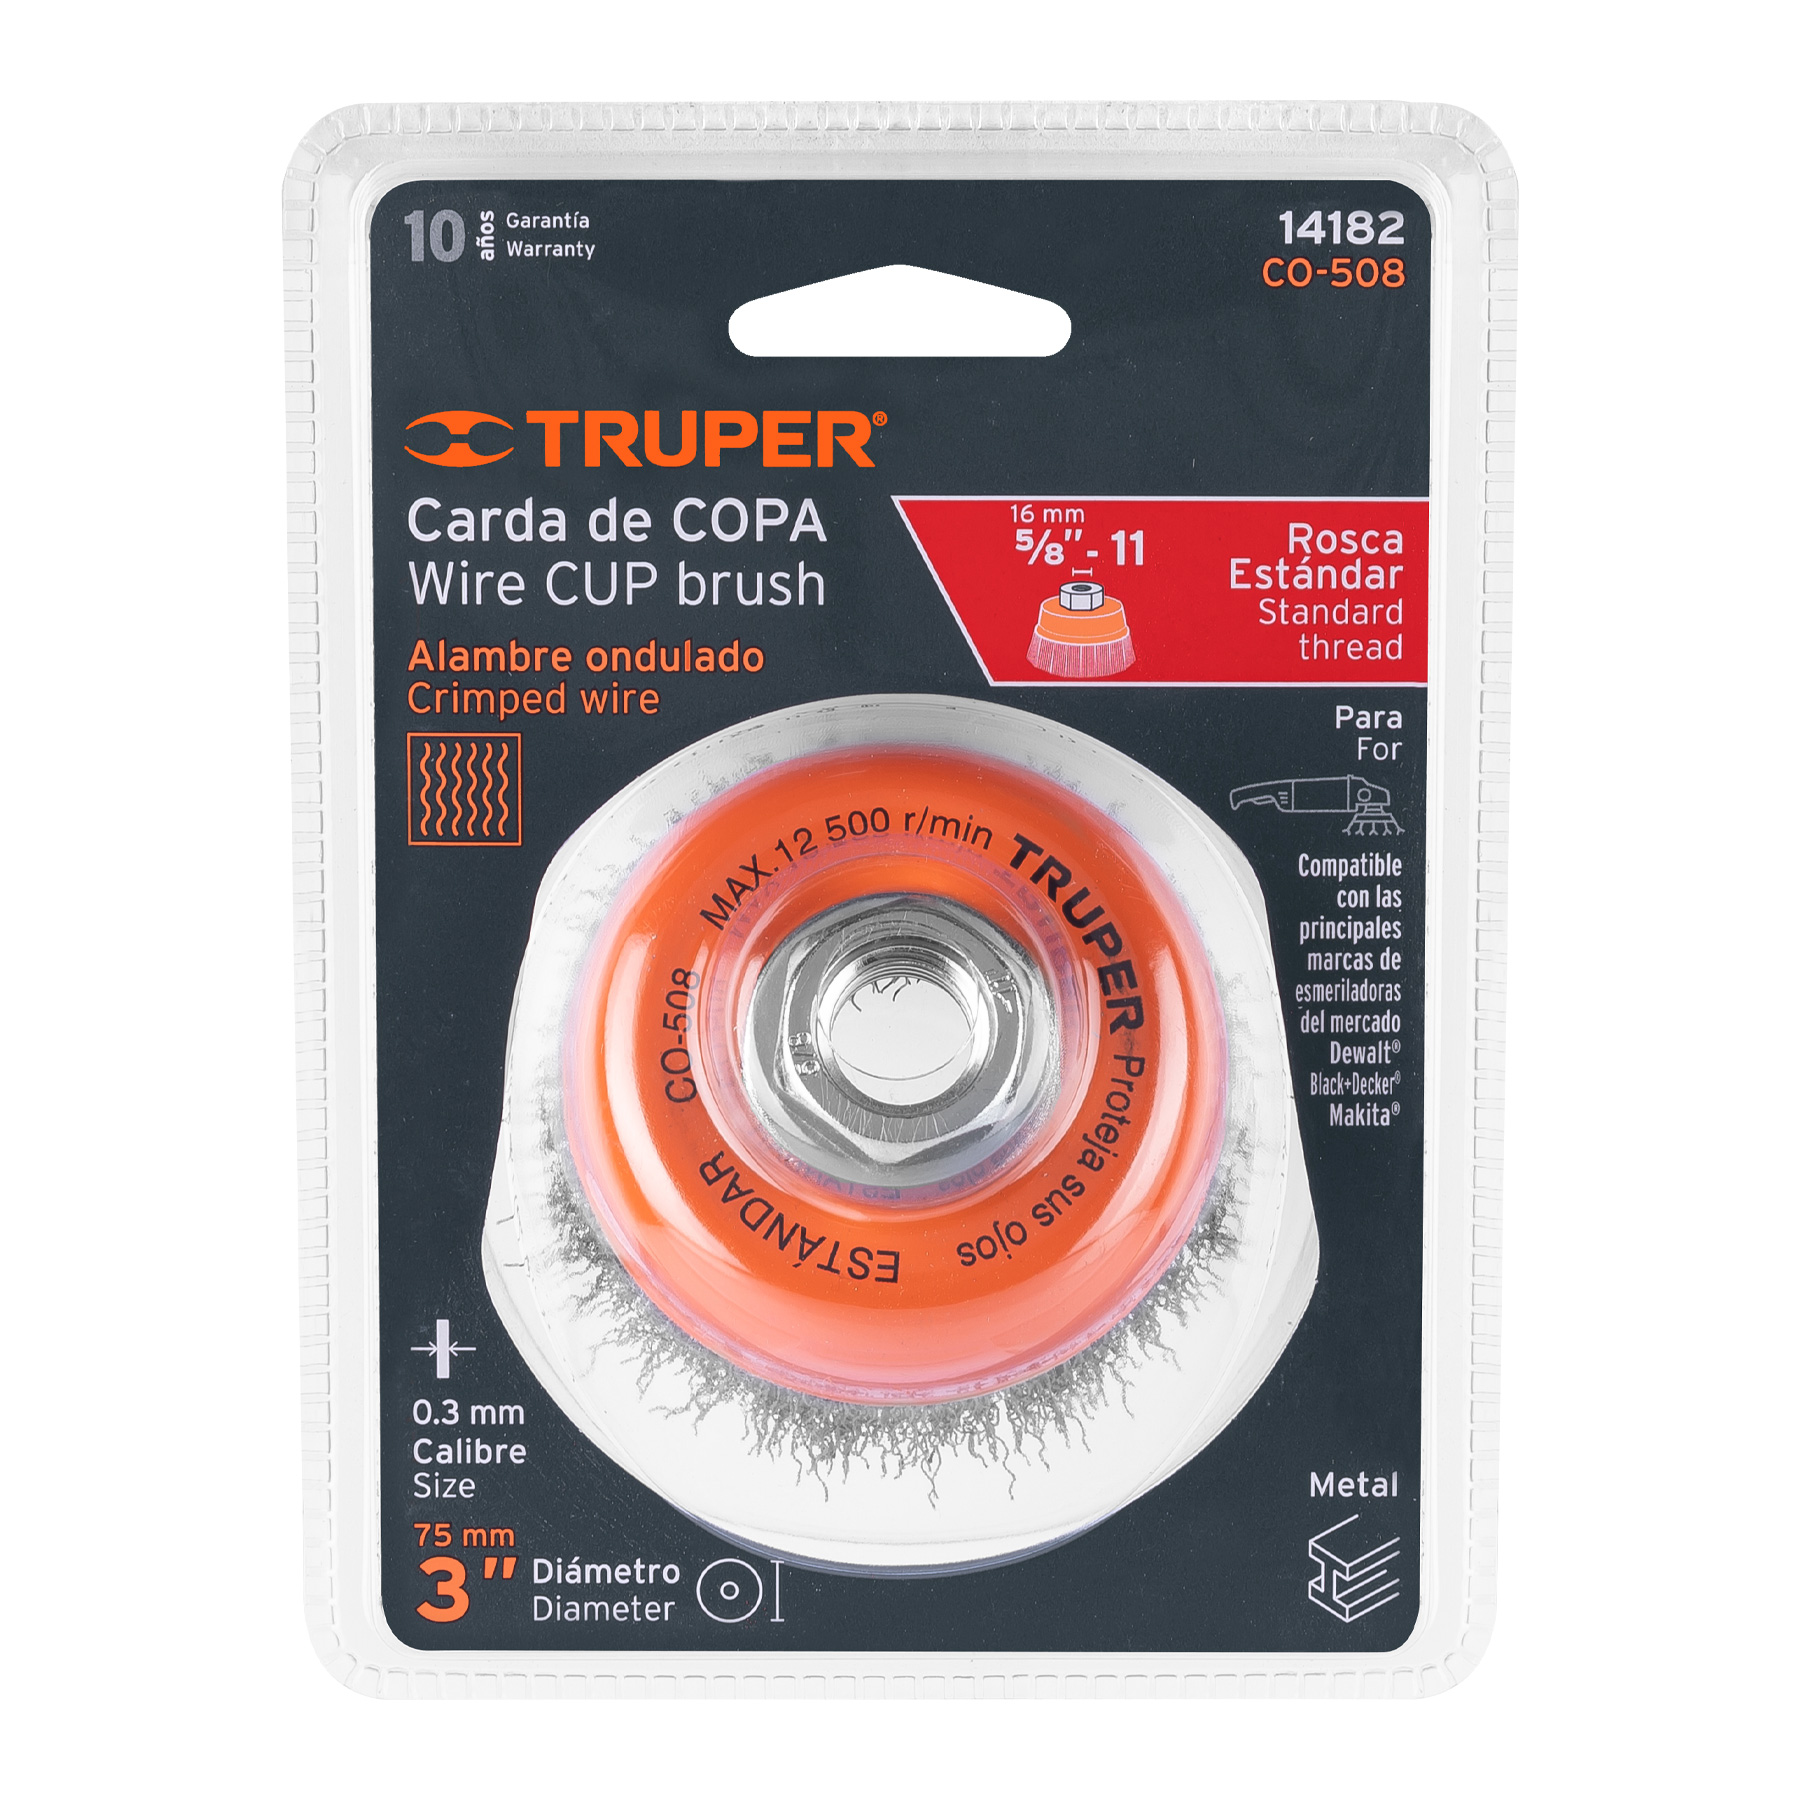 10 años
Garantía
Warranty
14182
CO-508
TRUPER®
Carda de COPA
Wire CUP brush
Alambre ondulado
Crimped wire
16 mm
5/8” - 11
Rosca
Estándar
Standard
thread
Para
For
Compatible
con las
principales
marcas de
esmeriladoras
del mercado
Dewalt®
Black+Decker®
Makita®
MAX. 12 500 r/min TRUPER Proteja sus ojos
ESTÁNDAR CO-508
0.3 mm
Calibre
Size
75 mm
3”
Diámetro
Diameter
Metal